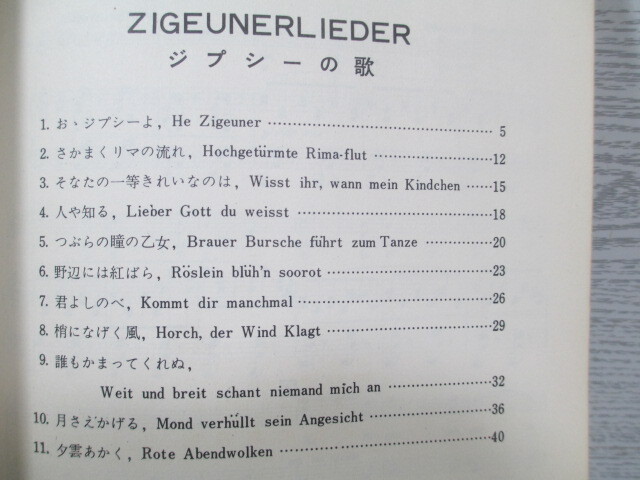 ZIGEUNERLIEDER
ジプシーの歌
1. おゝジプシーよ, He Zigeuner ……………………………… 5
2. さかまくリマの流れ, Hochgetürmte Rima-flut ……………… 12
3. そなたの一等きれいなのは, Wisst ihr, wann mein Kindchen …… 15
4. 人や知る, Lieber Gott du weisst ……………………………… 18
5. つぶらの瞳の乙女, Brauer Bursche führt zum Tanze ………… 20
6. 野辺には紅ばら, Röslein blüh'n soorot ……………………… 23
7. 君よしのべ, Kommt dir manchmal ……………………………… 26
8. 梢になげく風, Horch, der Wind Klagt ………………………… 29
9. 誰もかまってくれぬ,
Weit und breit schant niemand mich an ……………… 32
10. 月さえかげる, Mond verhüllt sein Angesicht ………………… 36
11. 夕雲あかく, Rote Abendwolken ……………………………… 40